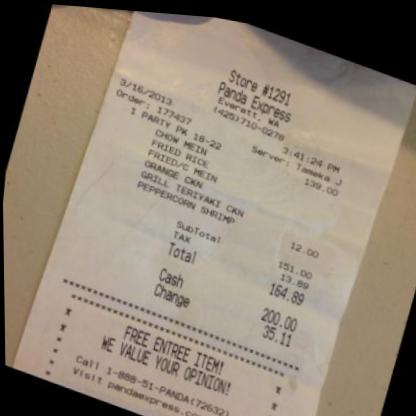 Store #1291
Panda Express
Everett, WA
(425)710-0278
3/16/2013 3:41:24 PM
Order: 177437 Server: Tameka J
1 PARTY PK 18-22 139.00
CHOW MEIN
FRIED RICE
FRIED/C MEIN
ORANGE CKN
GRILL TERIYAKI CKN
PEPPERCORN SHRIMP 12.00
SubTotal 151.00
TAX 13.89
Total 164.89
Cash 200.00
Change 35.11
FREE ENTREE ITEM!
WE VALUE YOUR OPINION!
Call 1-888-51-PANDA(72632)
Visit pandaexpress.co